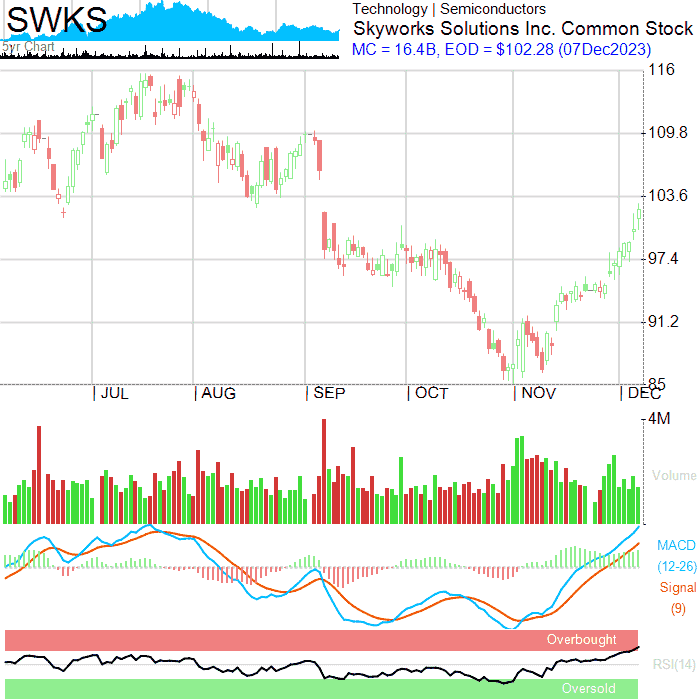 SWKS
5yr Chart
Technology | Semiconductors
Skyworks Solutions Inc. Common Stock
MC = 16.4B, EOD = $102.28 (07Dec2023)
116
109.8
103.6
97.4
91.2
85
JUL AUG SEP OCT NOV DEC
4M
Volume
MACD
(12-26)
Signal
(9)
Overbought
RSI(14)
Oversold